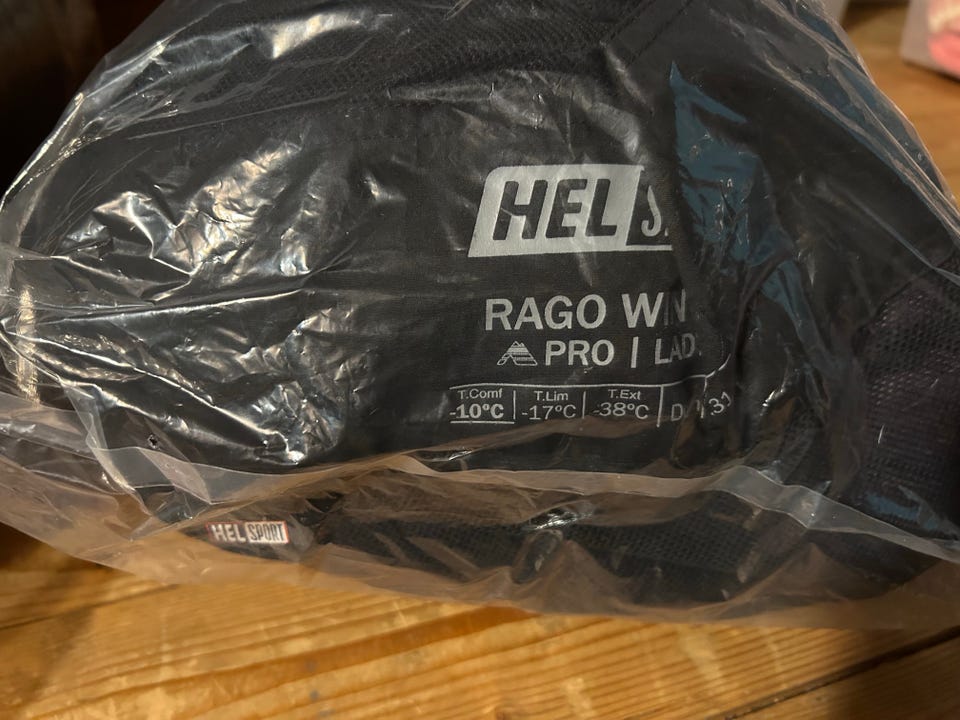 HEL
RAGO WIN
PRO | LAD
T.Comf T.Lim T.Ext
-10°C -17°C -38°C
HEL SPORT